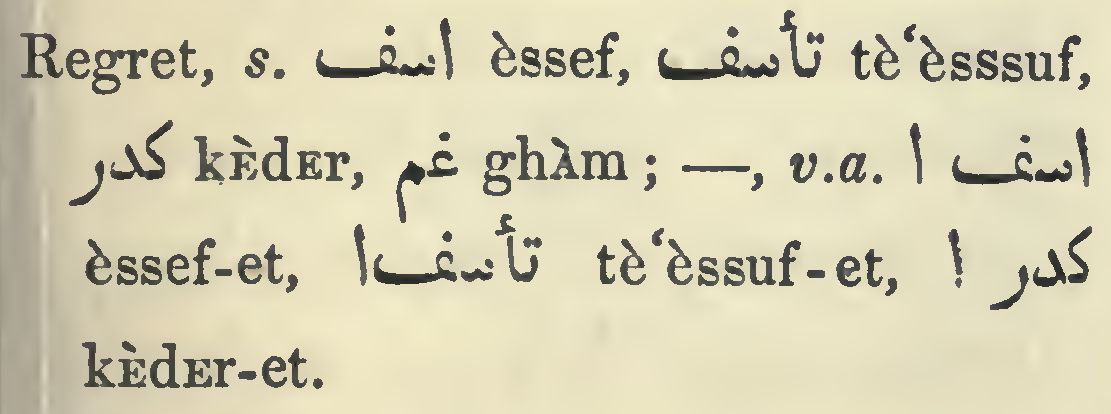 Regret, s. اسف èssef, تأسف tè‘èsssuf,
كدر kÈdEr, غم ghÀm ; —, v.a. اسف ا
èssef-et, تأسف ا tè‘èssuf-et, كدر ا
kÈdEr-et.